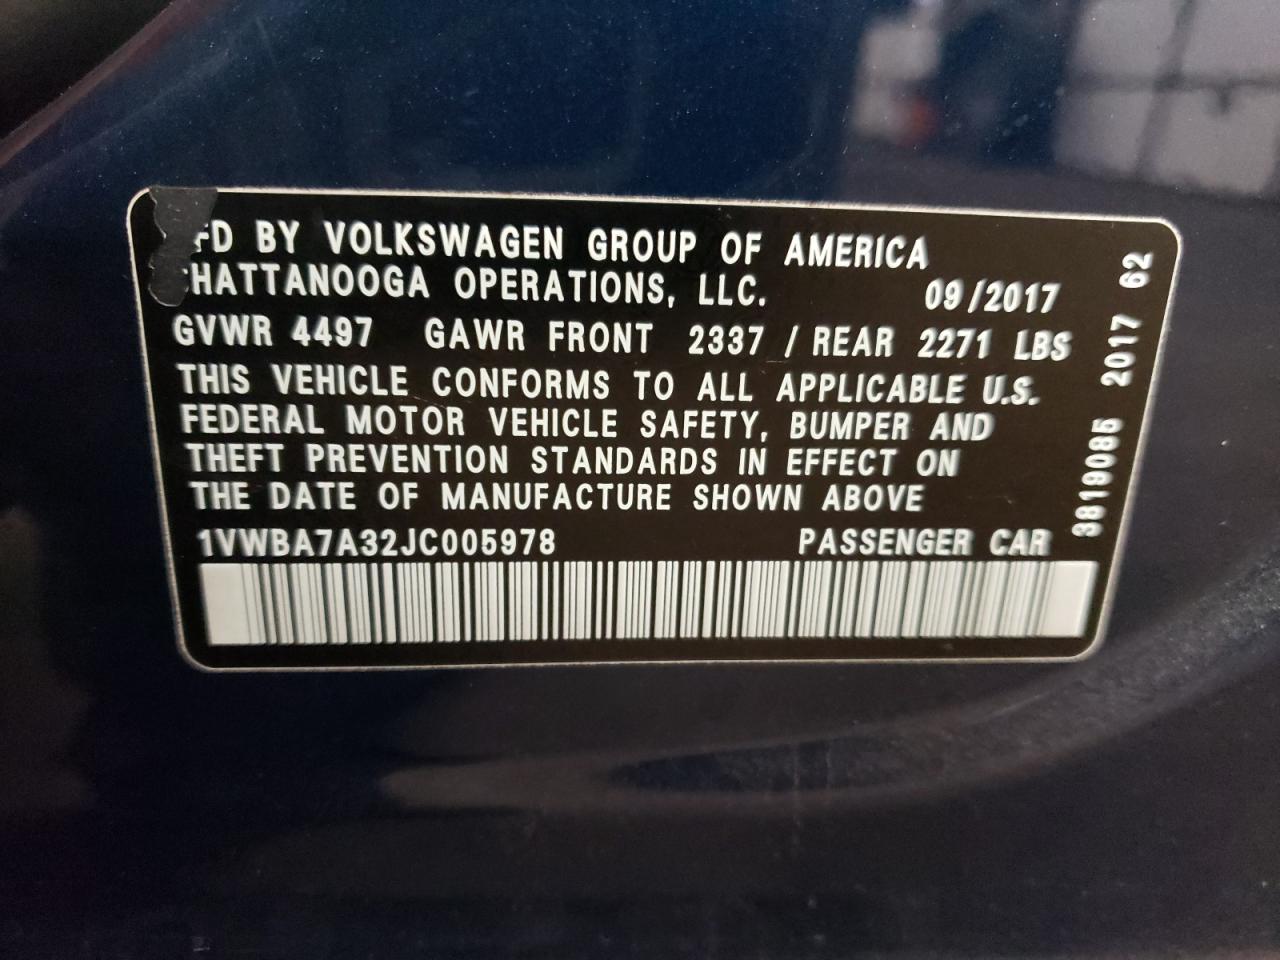 FD BY VOLKSWAGEN GROUP OF AMERICA
HATTANOOGA OPERATIONS, LLC. 09/2017
GVWR 4497 GAWR FRONT 2337 / REAR 2271 LBS
THIS VEHICLE CONFORMS TO ALL APPLICABLE U.S.
FEDERAL MOTOR VEHICLE SAFETY, BUMPER AND
THEFT PREVENTION STANDARDS IN EFFECT ON
THE DATE OF MANUFACTURE SHOWN ABOVE
1VWBA7A32JC005978 PASSENGER CAR
3819085 2017 62